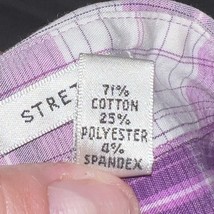 STRET
71%
COTTON
25%
POLYESTER
4%
SPANDEX